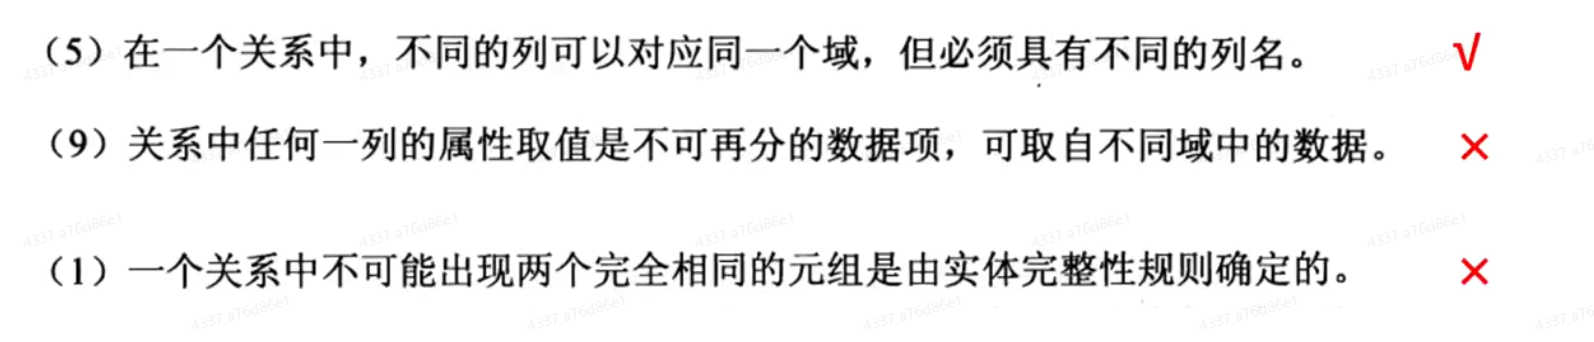 （5）在一个关系中，不同的列可以对应同一个域，但必须具有不同的列名。 √
（9）关系中任何一列的属性取值是不可再分的数据项，可取自不同域中的数据。 ×
（1）一个关系中不可能出现两个完全相同的元组是由实体完整性规则确定的。 ×
4337 a76d86e1